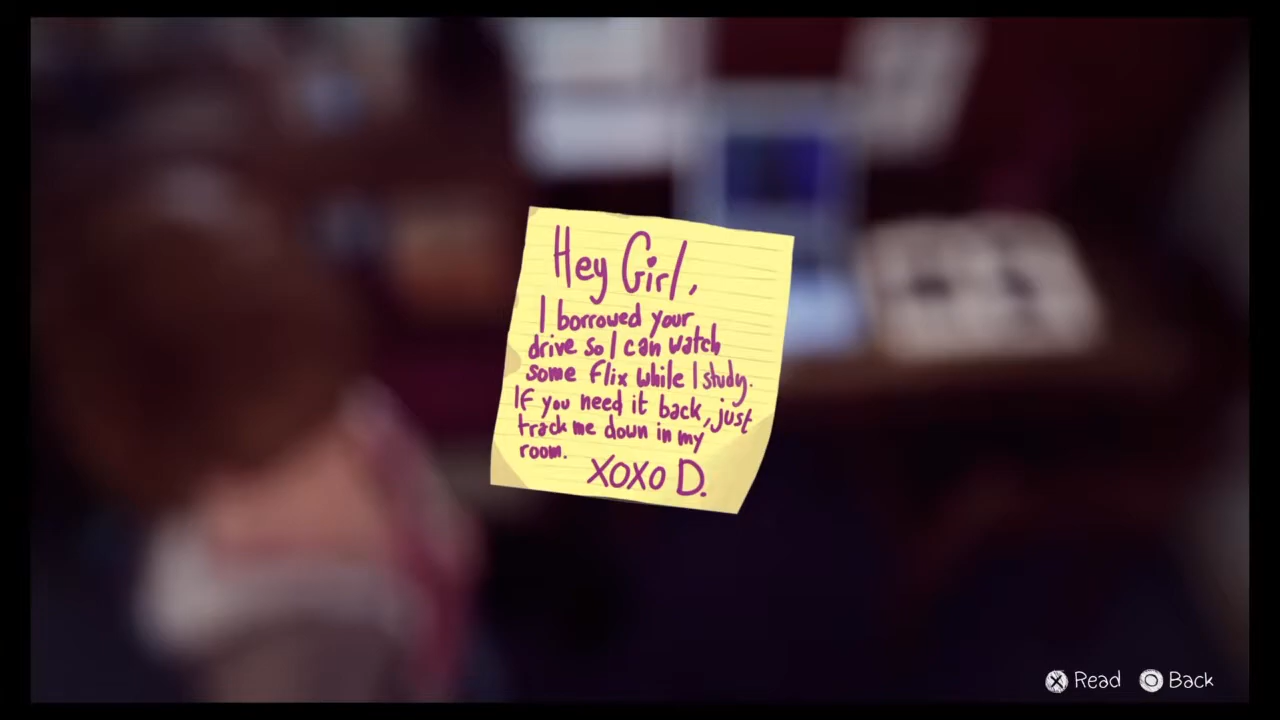 Hey Girl,
I borrowed your
drive so I can watch
some flix while I study.
If you need it back, just
track me down in my
room.
XOXO D.
Read
Back